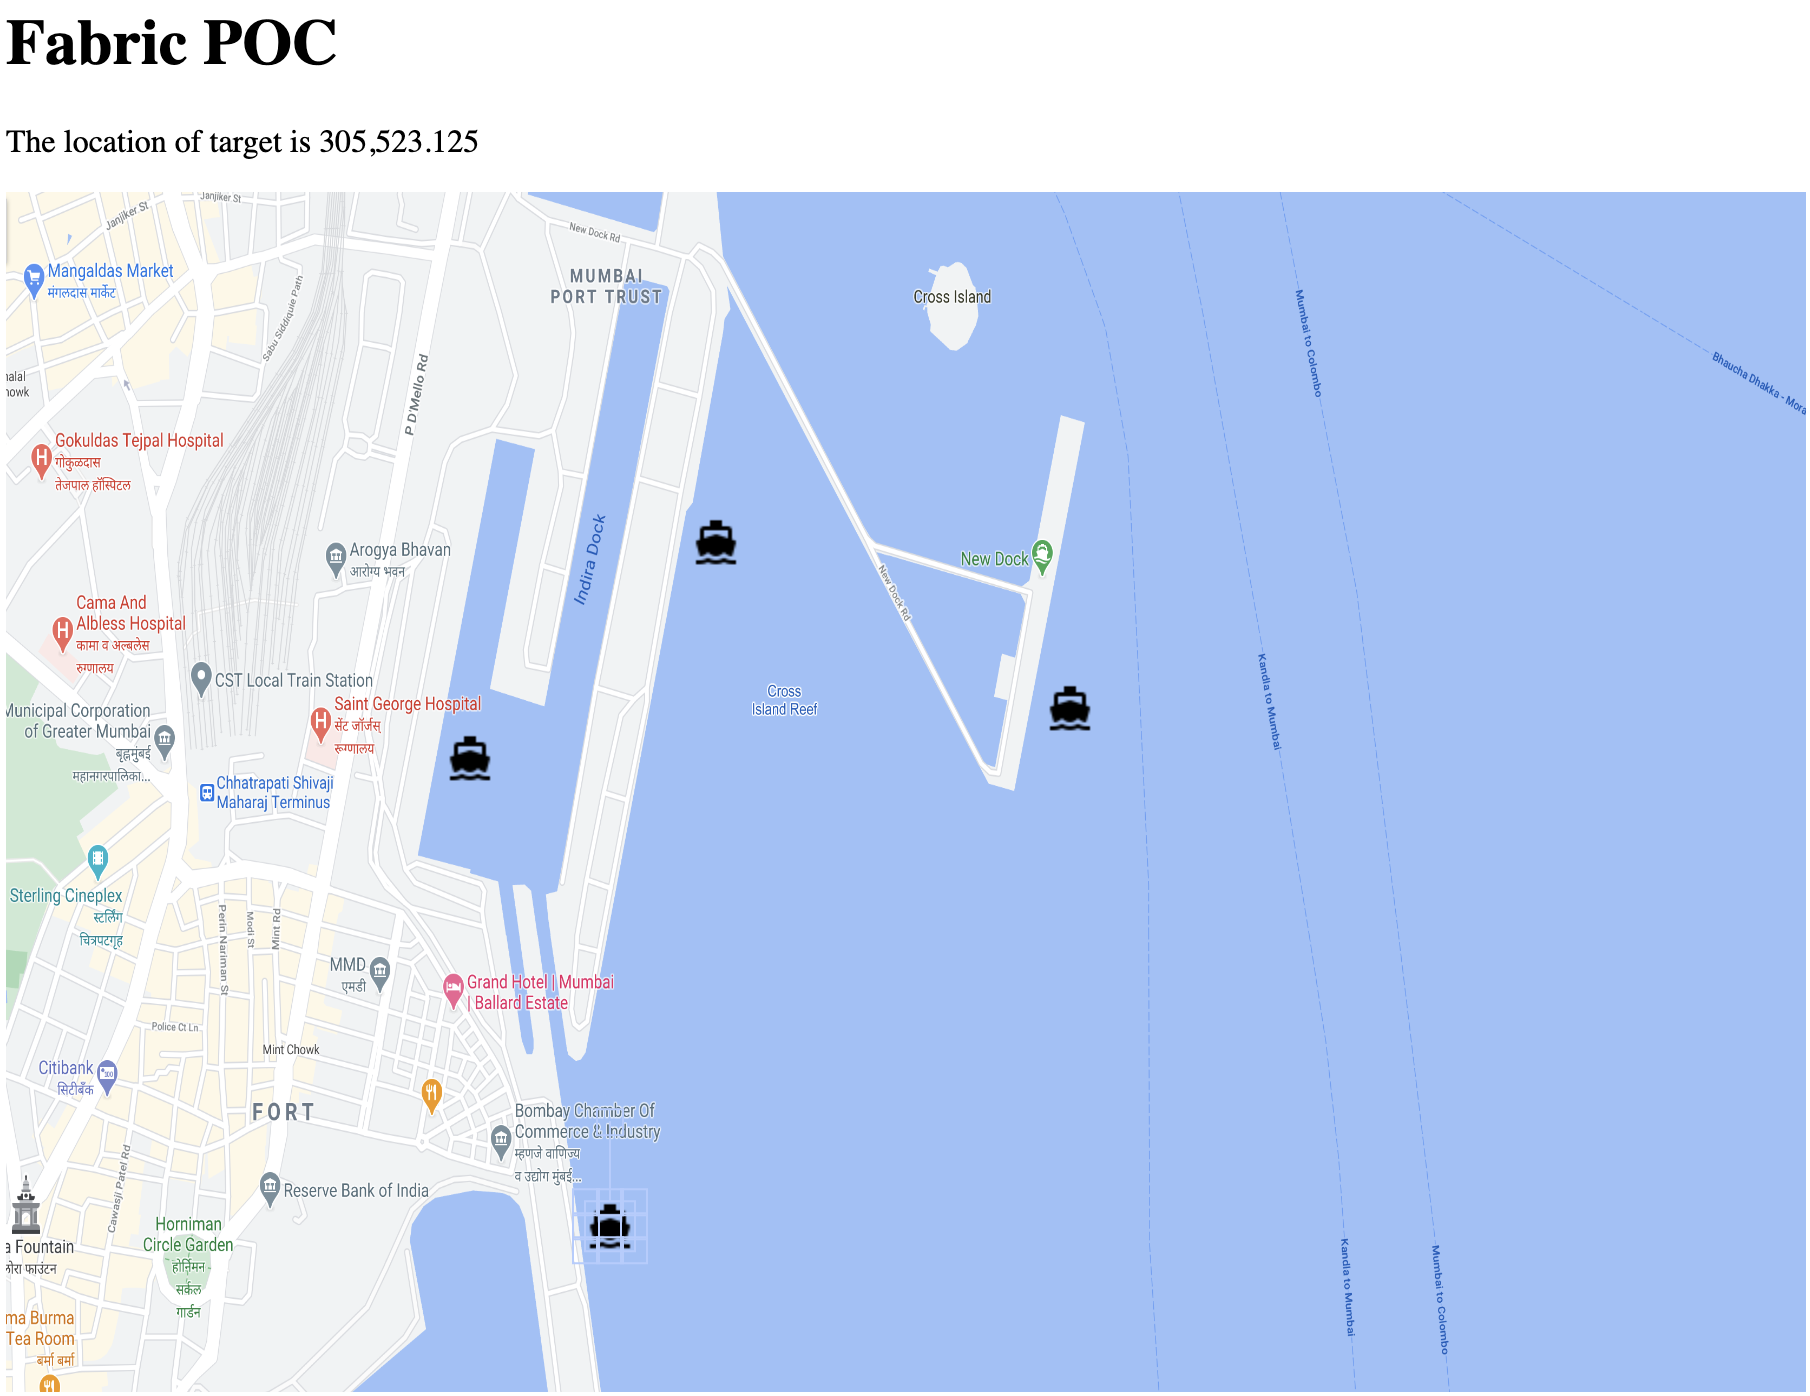 Fabric POC
The location of target is 305,523.125
Janjiker St
Janjiker St
New Dock Rd
Mangaldas Market
मंगलदास मार्केट
MUMBAI
PORT TRUST
Cross Island
Sabu Siddiquie Path
Mumbai to Colombo
Bhaucha Dhakka - Mora
P D'Mello Rd
halal
howk
Gokuldas Tejpal Hospital
गोकुळदास
तेजपाल हॉस्पिटल
Indira Dock
Arogya Bhavan
आरोग्य भवन
New Dock
New Dock Rd
Cama And
Albless Hospital
कामा व अल्बलेस
रुग्णालय
CST Local Train Station
Kandla to Mumbai
Cross
Island Reef
Saint George Hospital
सेंट जॉर्जस्
रूग्णालय
Municipal Corporation
of Greater Mumbai
बृहन्मुंबई
महानगरपालिका...
Chhatrapati Shivaji
Maharaj Terminus
Sterling Cineplex
स्टर्लिंग
चित्रपटगृह
Perin Nariman St
Modi St
Mint Rd
MMD
एमडी
Grand Hotel | Mumbai
| Ballard Estate
Police Ct Ln
Mint Chowk
Citibank
सिटीबँक
FORT
Bombay Chamber Of
Commerce & Industry
म्हणजे वाणिज्य
व उद्योग मुंबई...
Cawasji Patel Rd
Reserve Bank of India
Horniman
Circle Garden
होर्निमन
सर्कल
गार्डन
a Fountain
लोरा फाउंटन
Kandla to Mumbai
Mumbai to Colombo
ma Burma
Tea Room
बर्मा बर्मा